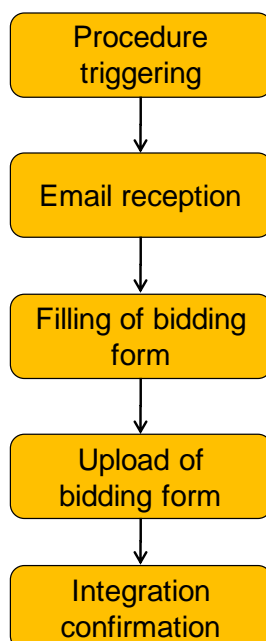 Procedure
triggering
Email reception
Filling of bidding
form
Upload of
bidding form
Integration
confirmation